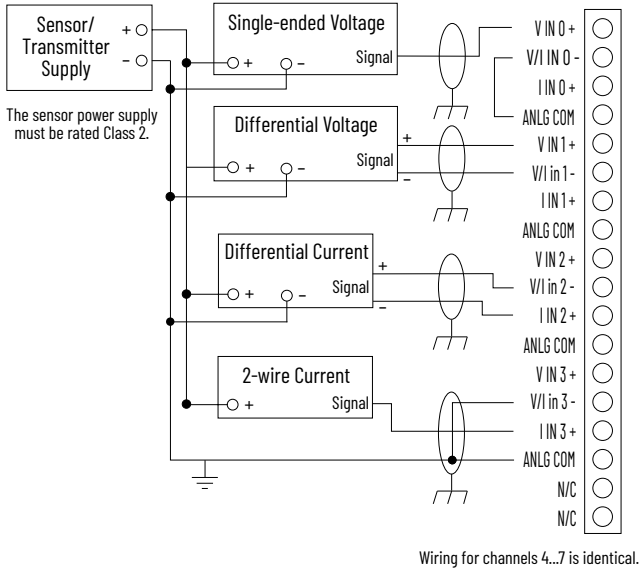 Sensor/
Transmitter
Supply
+
-
The sensor power supply
must be rated Class 2.
Single-ended Voltage
Signal
+
-
Differential Voltage
Signal
+
-
+
-
Differential Current
Signal
+
-
+
-
2-wire Current
Signal
+
V IN 0 +
V/I IN 0 -
I IN 0 +
ANLG COM
V IN 1 +
V/I in 1 -
I IN 1 +
ANLG COM
V IN 2 +
V/I in 2 -
I IN 2 +
ANLG COM
V IN 3 +
V/I in 3 -
I IN 3 +
ANLG COM
N/C
N/C
Wiring for channels 4...7 is identical.